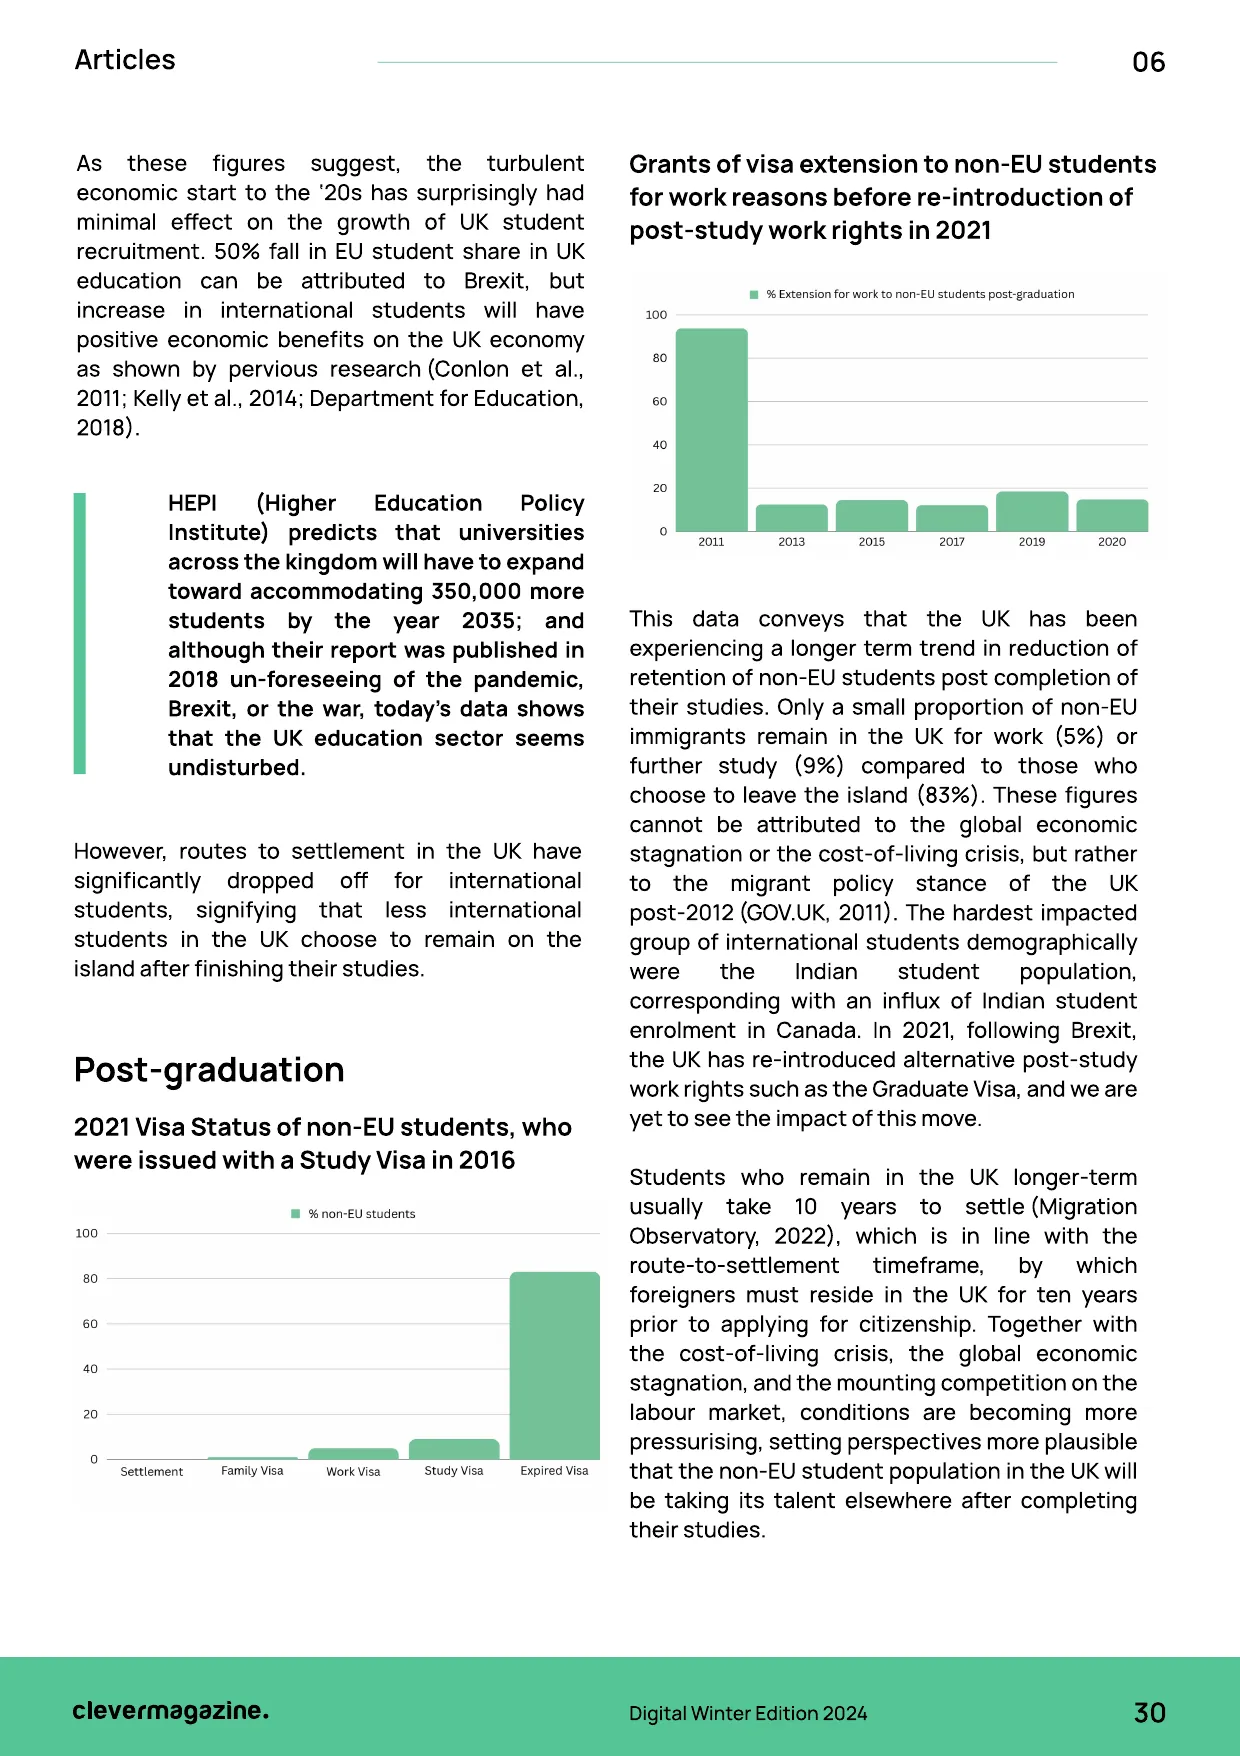 Articles
06
As these figures suggest, the turbulent
economic start to the ‘20s has surprisingly had
minimal effect on the growth of UK student
recruitment. 50% fall in EU student share in UK
education can be attributed to Brexit, but
increase in international students will have
positive economic benefits on the UK economy
as shown by pervious research (Conlon et al.,
2011; Kelly et al., 2014; Department for Education,
2018).
HEPI (Higher Education Policy
Institute) predicts that universities
across the kingdom will have to expand
toward accommodating 350,000 more
students by the year 2035; and
although their report was published in
2018 un-foreseeing of the pandemic,
Brexit, or the war, today’s data shows
that the UK education sector seems
undisturbed.
However, routes to settlement in the UK have
significantly dropped off for international
students, signifying that less international
students in the UK choose to remain on the
island after finishing their studies.
Post-graduation
2021 Visa Status of non-EU students, who
were issued with a Study Visa in 2016
% non-EU students
100
80
60
40
20
0
Settlement Family Visa Work Visa Study Visa Expired Visa
Grants of visa extension to non-EU students
for work reasons before re-introduction of
post-study work rights in 2021
% Extension for work to non-EU students post-graduation
100
80
60
40
20
0
2011 2013 2015 2017 2019 2020
This data conveys that the UK has been
experiencing a longer term trend in reduction of
retention of non-EU students post completion of
their studies. Only a small proportion of non-EU
immigrants remain in the UK for work (5%) or
further study (9%) compared to those who
choose to leave the island (83%). These figures
cannot be attributed to the global economic
stagnation or the cost-of-living crisis, but rather
to the migrant policy stance of the UK
post-2012 (GOV.UK, 2011). The hardest impacted
group of international students demographically
were the Indian student population,
corresponding with an influx of Indian student
enrolment in Canada. In 2021, following Brexit,
the UK has re-introduced alternative post-study
work rights such as the Graduate Visa, and we are
yet to see the impact of this move.
Students who remain in the UK longer-term
usually take 10 years to settle (Migration
Observatory, 2022), which is in line with the
route-to-settlement timeframe, by which
foreigners must reside in the UK for ten years
prior to applying for citizenship. Together with
the cost-of-living crisis, the global economic
stagnation, and the mounting competition on the
labour market, conditions are becoming more
pressurising, setting perspectives more plausible
that the non-EU student population in the UK will
be taking its talent elsewhere after completing
their studies.
clevermagazine.
Digital Winter Edition 2024
30